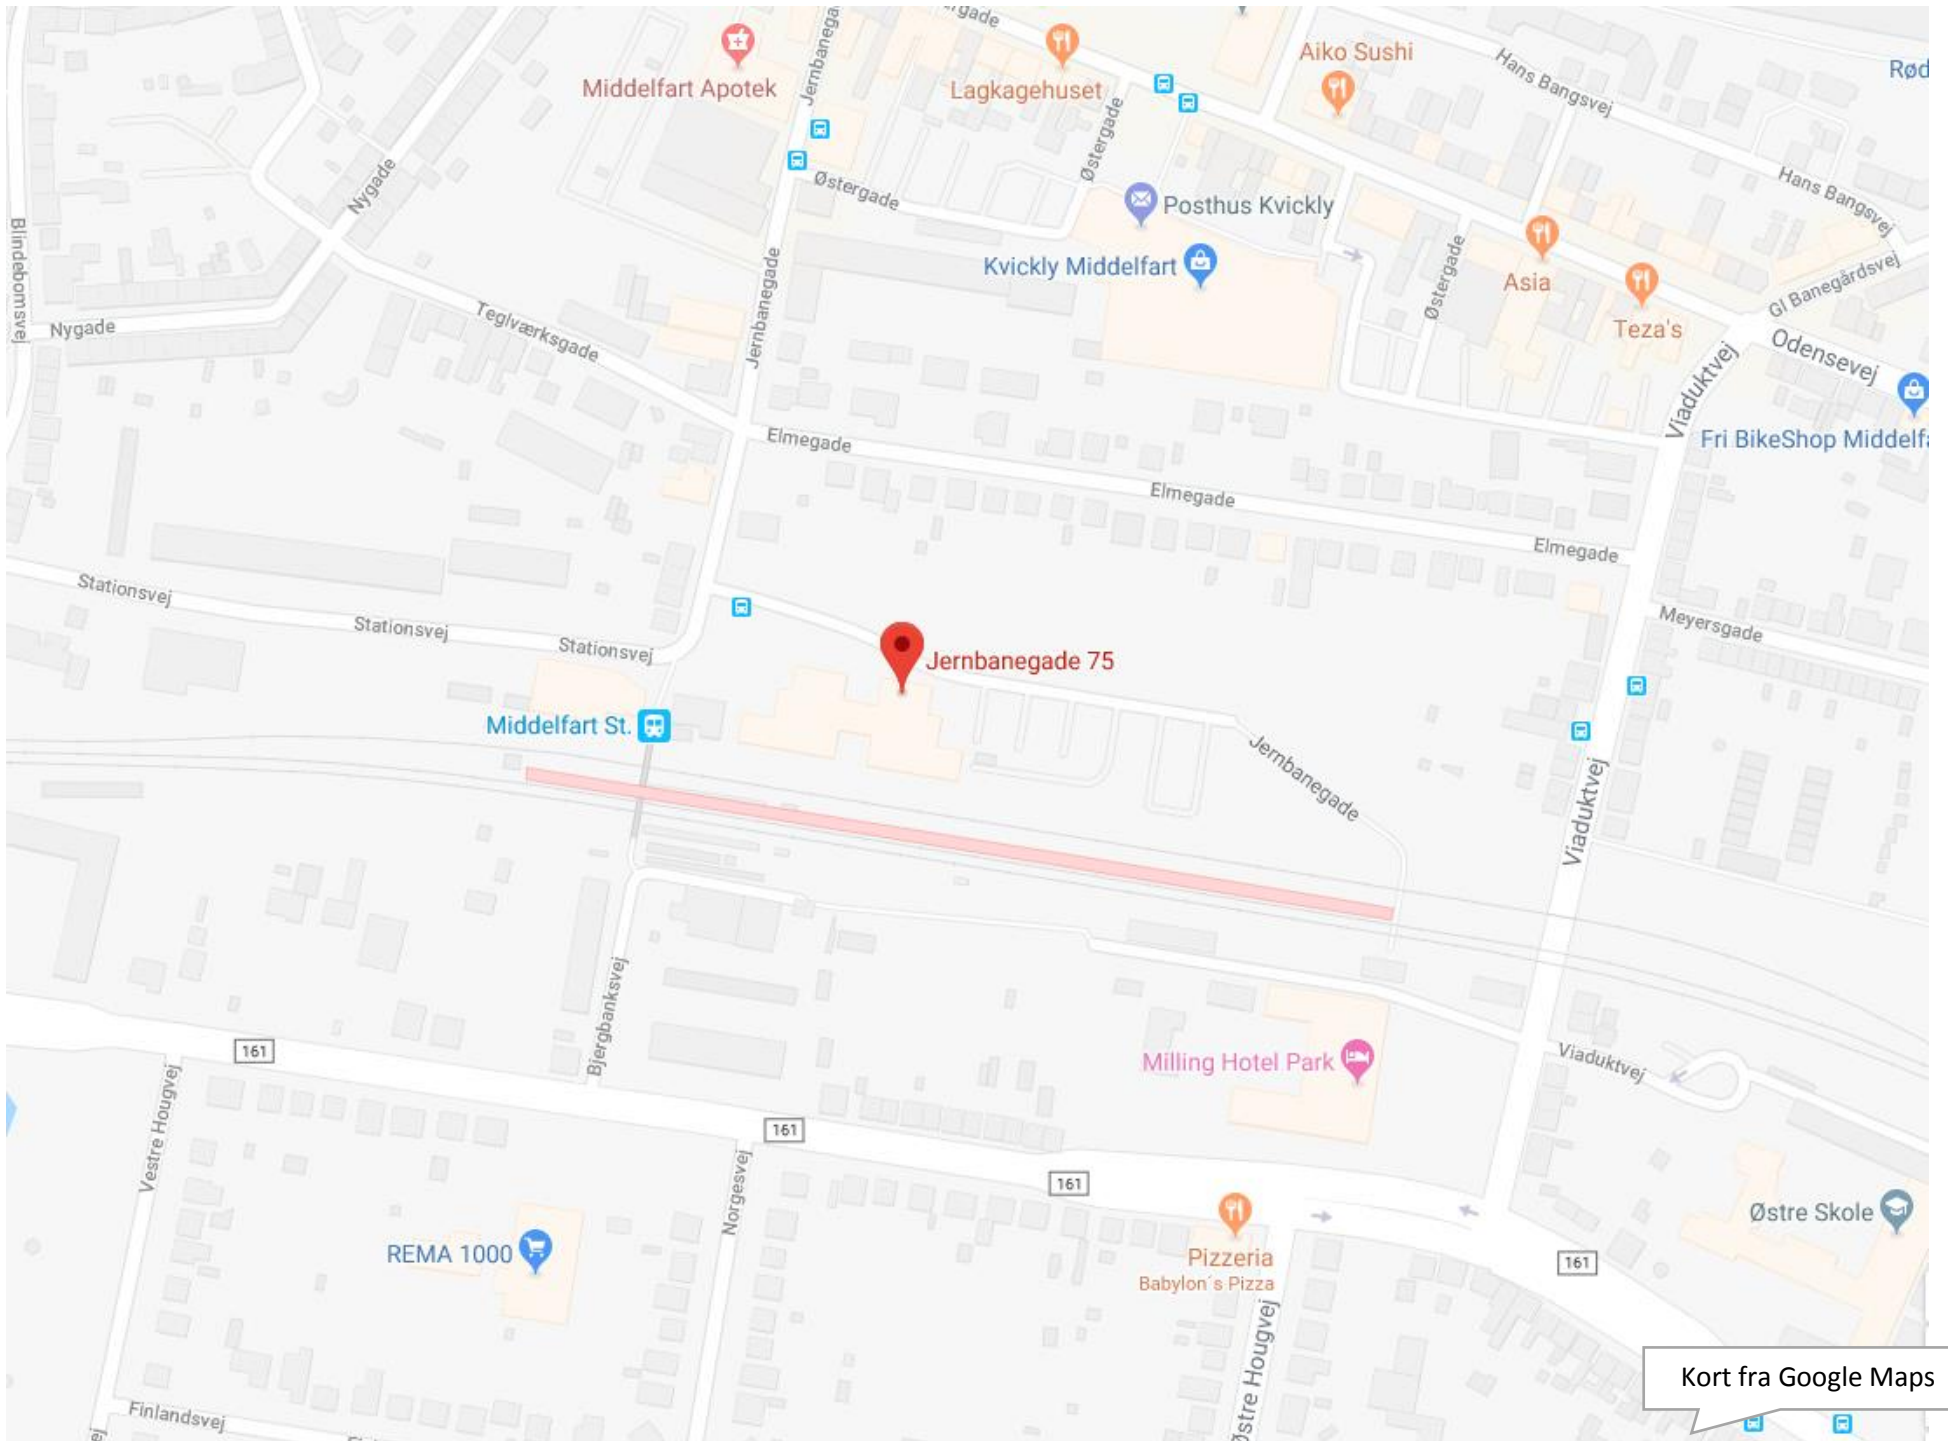 Jernbanega
Aiko Sushi
Hans Bangsvej
Rød
Middelfart Apotek
Lagkagehuset
Østergade
Nygade
Østergade
Posthus Kvickly
Hans Bangsvej
Blindebomsvej
Kvickly Middelfart
Østergade
Asia
Gl Banegårdsvej
Nygade
Teglværksgade
Jernbanegade
Teza's
Odensevej
Viaduktvej
Fri BikeShop Middelf
Elmegade
Elmegade
Elmegade
Stationsvej
Stationsvej
Stationsvej
Meyersgade
Jernbanegade 75
Middelfart St.
Jernbanegade
Viaduktvej
Bjergbanksvej
161
Milling Hotel Park
Viaduktvej
Vestre Hougvej
161
Norgesvej
161
Østre Skole
REMA 1000
Pizzeria
Babylon´s Pizza
161
Østre Hougvej
Finlandsvej
Kort fra Google Maps